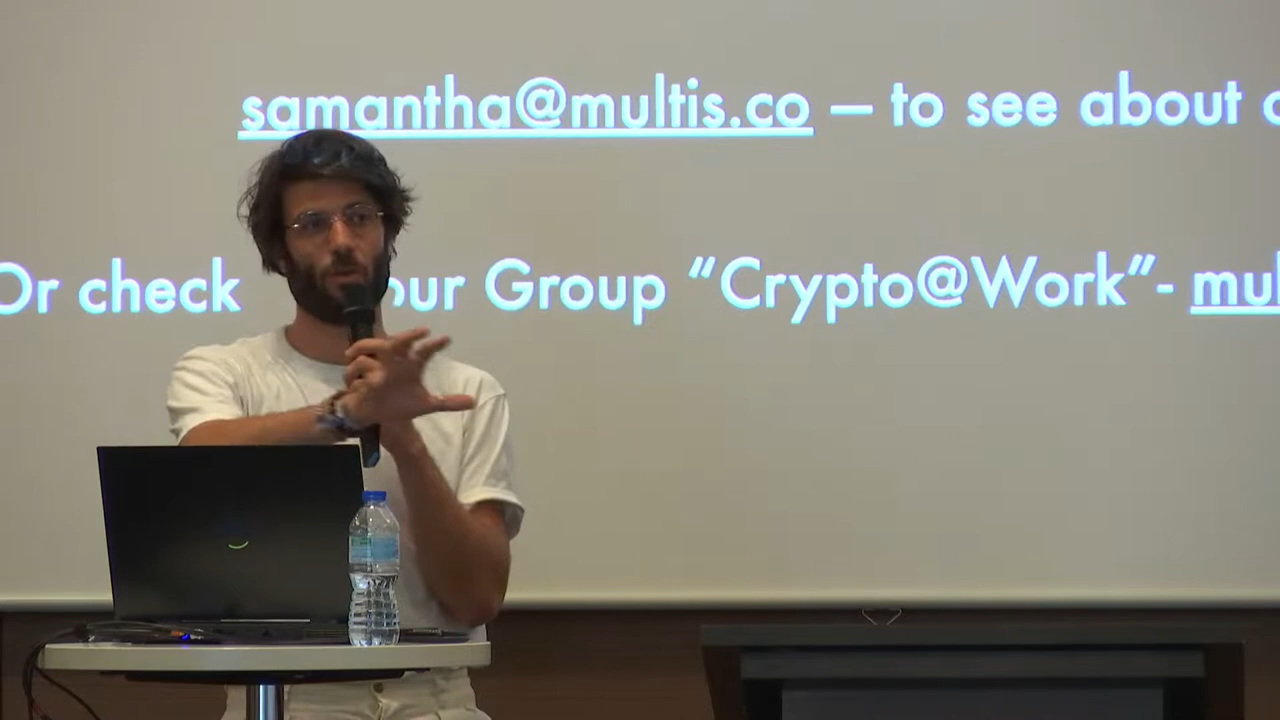 samantha@multis.co – to see about
Or check our Group “Crypto@Work”- mul